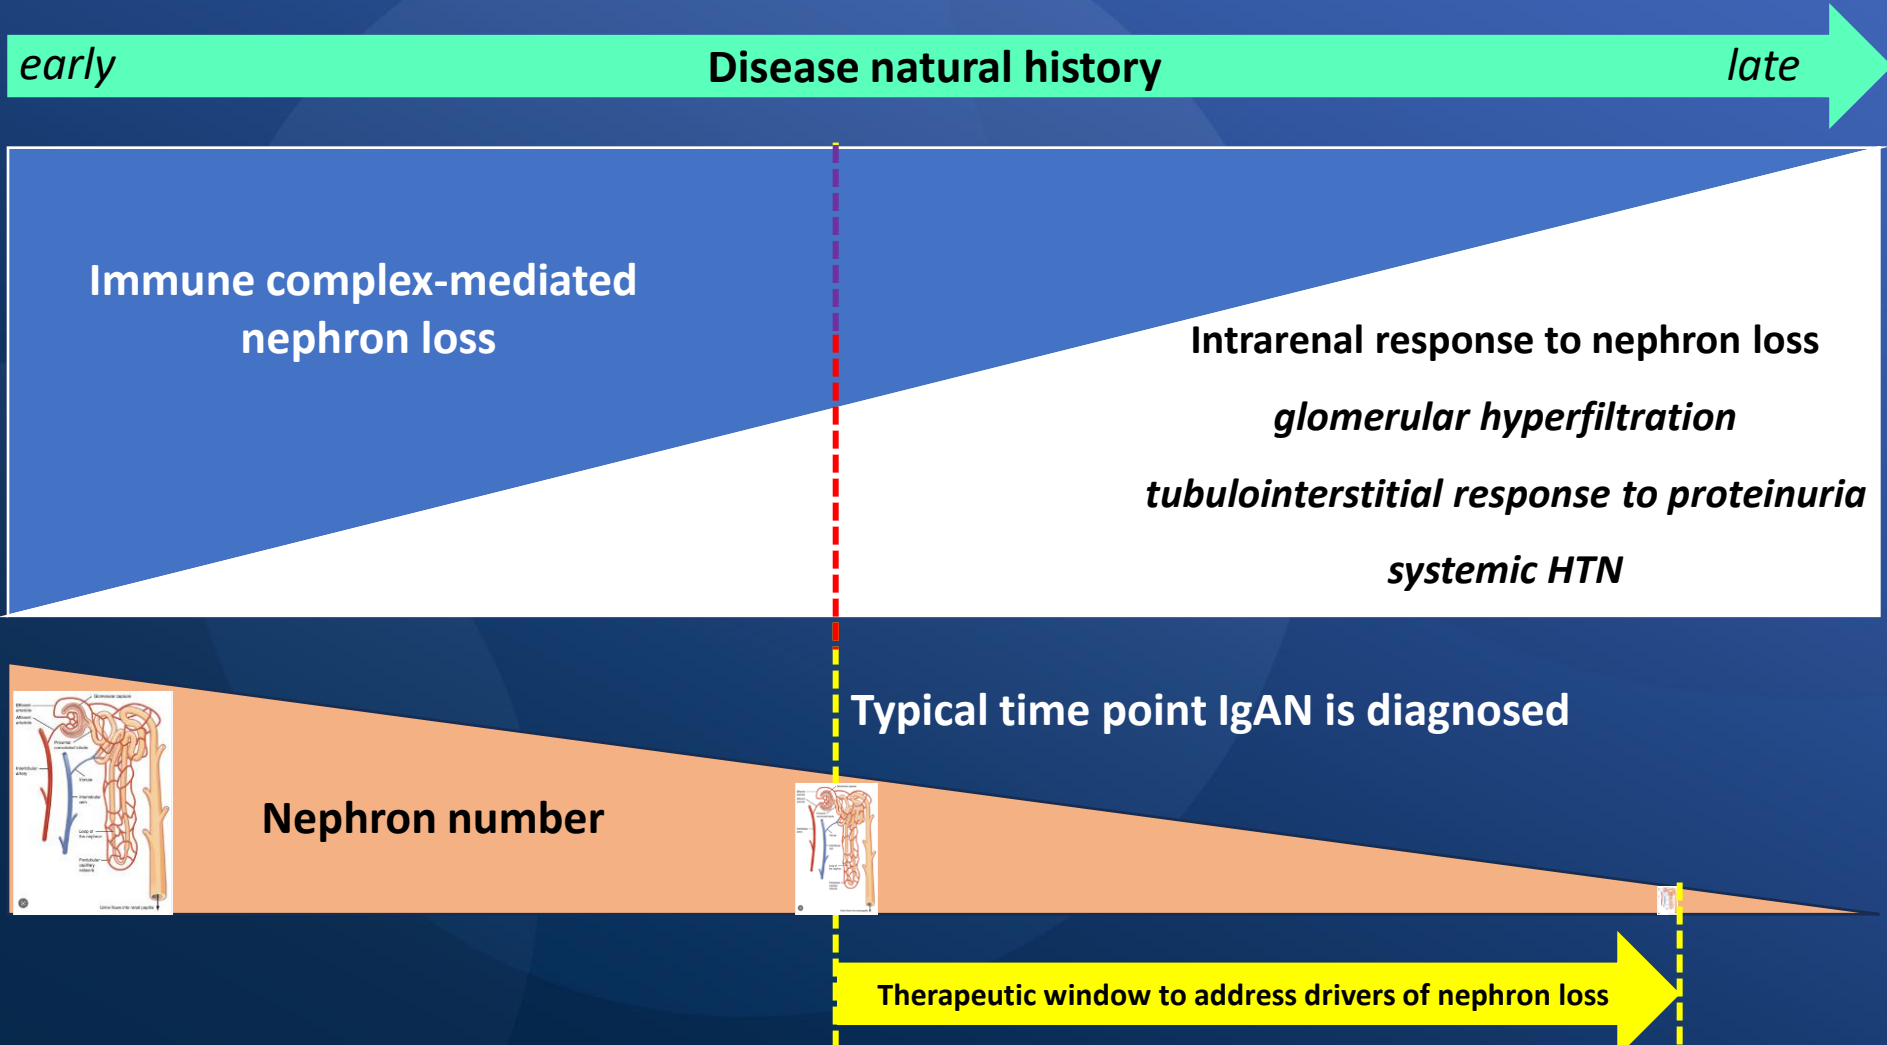 early
Disease natural history
late
Immune complex-mediated
nephron loss
Intrarenal response to nephron loss
glomerular hyperfiltration
tubulointerstitial response to proteinuria
systemic HTN
Typical time point IgAN is diagnosed
Nephron number
Therapeutic window to address drivers of nephron loss